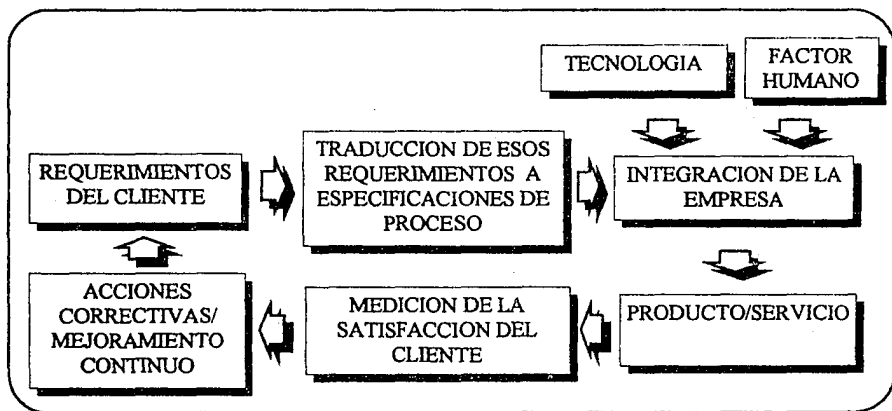 TECNOLOGIA
FACTOR
HUMANO
REQUERIMIENTOS
DEL CLIENTE
TRADUCCION DE ESOS
REQUERIMIENTOS A
ESPECIFICACIONES DE
PROCESO
INTEGRACION DE LA
EMPRESA
PRODUCTO/SERVICIO
MEDICION DE LA
SATISFACCION DEL
CLIENTE
ACCIONES
CORRECTIVAS/
MEJORAMIENTO
CONTINUO